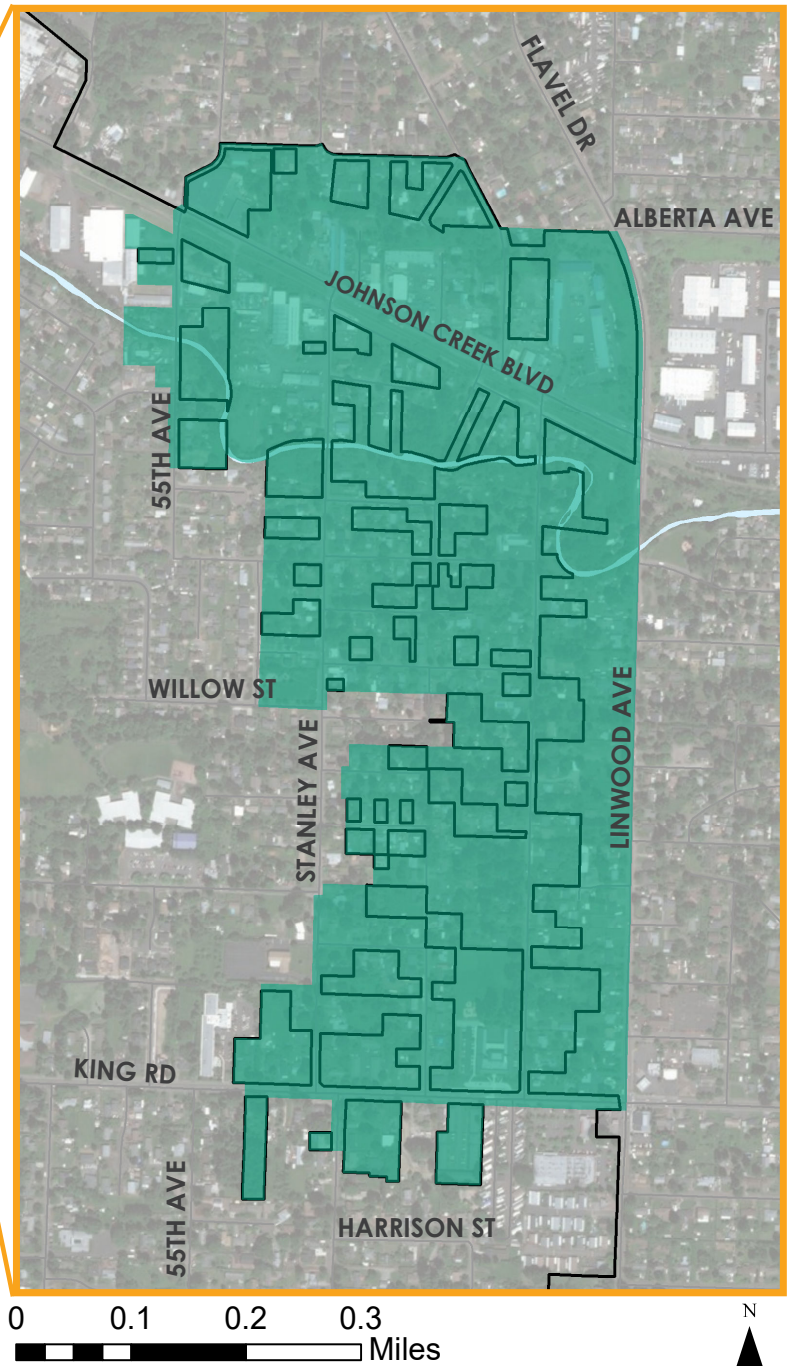 FLAVEL DR
ALBERTA AVE
JOHNSON CREEK BLVD
55TH AVE
WILLOW ST
STANLEY AVE
LINWOOD AVE
KING RD
55TH AVE
HARRISON ST
0 0.1 0.2 0.3
Miles
N